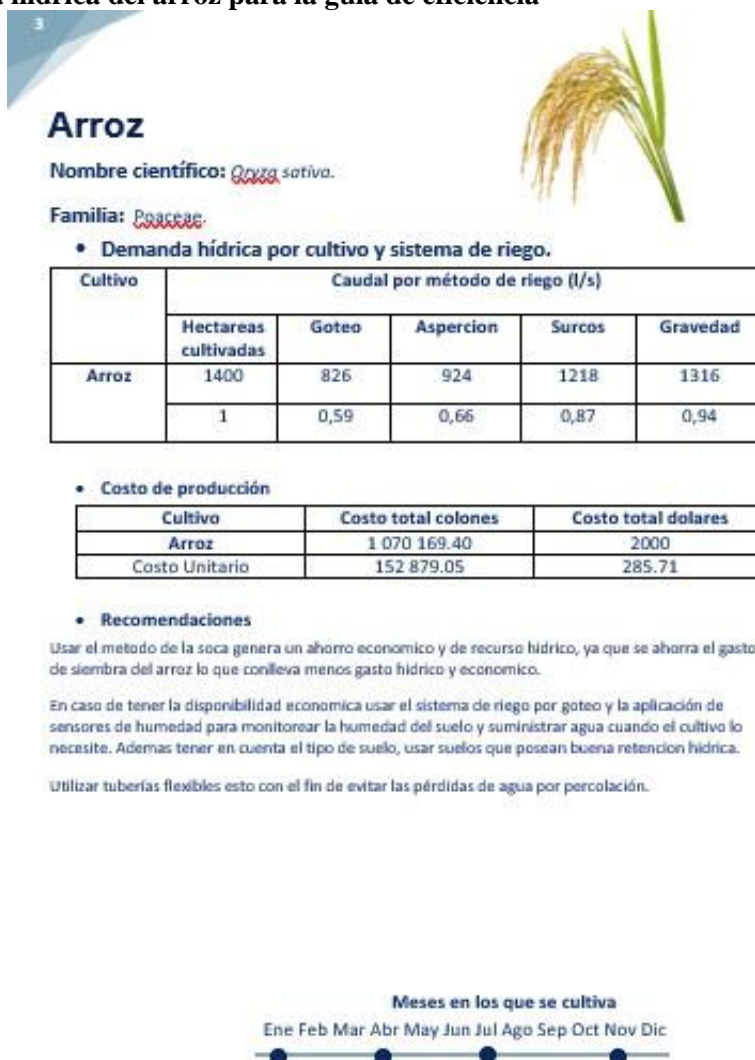 hídrica del arroz para la guía de eficiencia
3
Arroz
Nombre científico: Oryza sativa.
Familia: Poaceae.
• Demanda hídrica por cultivo y sistema de riego.
Cultivo Caudal por método de riego (l/s)
Hectareas cultivadas Goteo Aspercion Surcos Gravedad
Arroz 1400 826 924 1218 1316
1 0,59 0,66 0,87 0,94
• Costo de producción
Cultivo Costo total colones Costo total dolares
Arroz 1 070 169.40 2000
Costo Unitario 152 879.05 285.71
• Recomendaciones
Usar el metodo de la soca genera un ahorro economico y de recurso hidrico, ya que se ahorra el gasto
de siembra del arroz lo que conlleva menos gasto hidrico y economico.
En caso de tener la disponibilidad economica usar el sistema de riego por goteo y la aplicación de
sensores de humedad para monitorear la humedad del suelo y suministrar agua cuando el cultivo lo
necesite. Ademas tener en cuenta el tipo de suelo, usar suelos que posean buena retencion hidrica.
Utilizar tuberías flexibles esto con el fin de evitar las pérdidas de agua por percolación.
Meses en los que se cultiva
Ene Feb Mar Abr May Jun Jul Ago Sep Oct Nov Dic